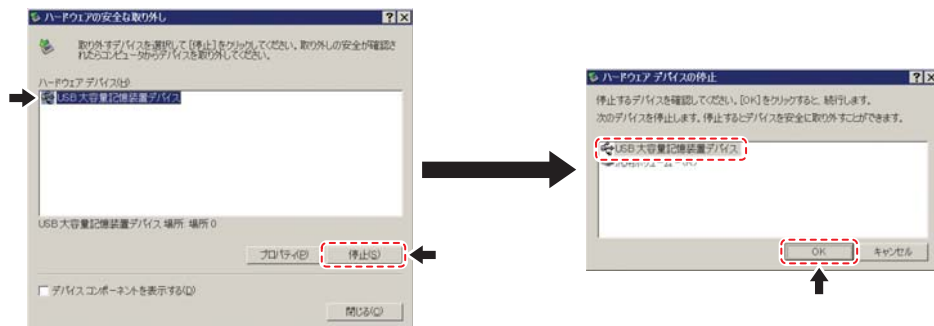 ハードウェアの安全な取り外し
取り外すデバイスを選択して [停止] をクリックしてください。取り外しの安全が確認さ
れたらコンピュータからデバイスを取り外してください。
ハードウェア デバイス(H)
USB 大容量記憶装置デバイス
USB 大容量記憶装置デバイス 場所: 場所 0
プロパティ(P)
停止(S)
デバイス コンポーネントを表示する(D)
閉じる(C)
ハードウェア デバイスの停止
停止するデバイスを確認してください。[OK] をクリックすると、続行します。
次のデバイスを停止します。停止するとデバイスを安全に取り外すことができます。
USB 大容量記憶装置デバイス
OK
キャンセル